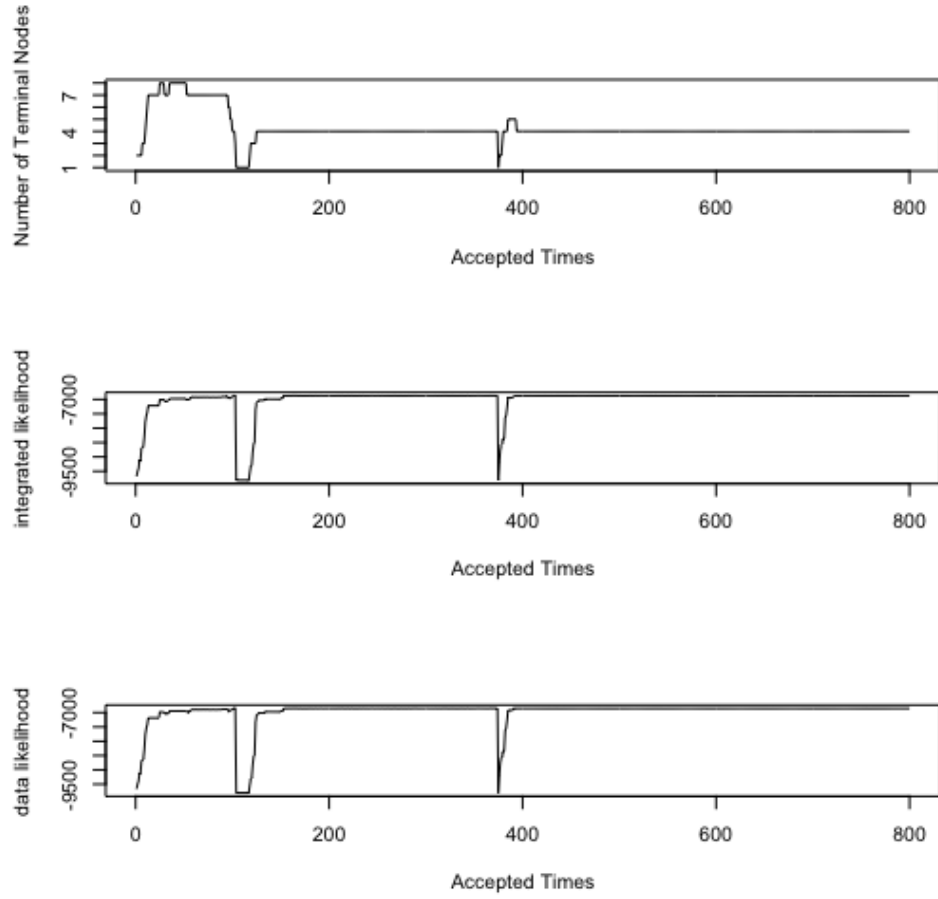 Number of Terminal Nodes
7
4
1
0 200 400 600 800
Accepted Times
integrated likelihood
-7000
-9500
0 200 400 600 800
Accepted Times
data likelihood
-7000
-9500
0 200 400 600 800
Accepted Times